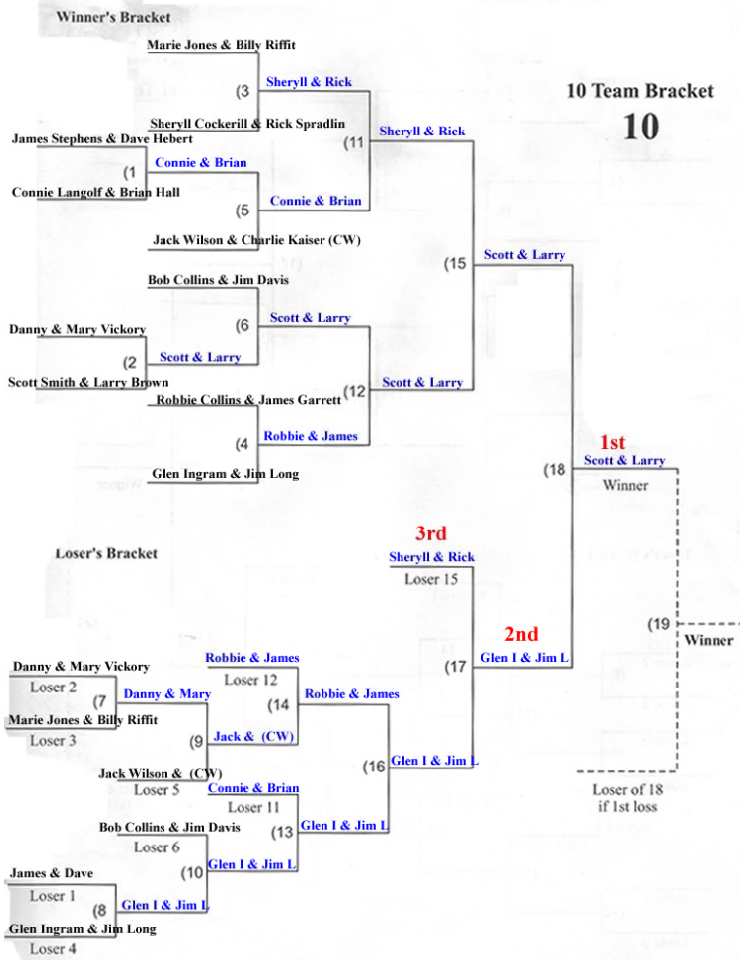 Winner's Bracket
Marie Jones & Billy Riffit
(3
Sheryll & Rick
10 Team Bracket
10
Sheryll Cockerill & Rick Spradlin
Sheryll & Rick
James Stephens & Dave Hebert
(11
Connie & Brian
(1
Connie Langolf & Brian Hall
Connie & Brian
(5
Jack Wilson & Charlie Kaiser (CW)
Scott & Larry
(15
Bob Collins & Jim Davis
Scott & Larry
(6
Danny & Mary Vickory
Scott & Larry
(2
Scott Smith & Larry Brown
Scott & Larry
(12
Robbie Collins & James Garrett
Robbie & James
(4
Glen Ingram & Jim Long
1st
Scott & Larry
(18
Winner
3rd
Loser's Bracket
Sheryll & Rick
Loser 15
(19
Winner
2nd
Glen I & Jim L
(17
Robbie & James
Danny & Mary Vickory
Loser 12
Loser 2
Danny & Mary
Robbie & James
(7
(14
Marie Jones & Billy Riffit
Loser 3
Jack & (CW)
(9
Glen I & Jim L
(16
Jack Wilson & (CW)
Loser 5
Connie & Brian
Loser of 18
if 1st loss
Loser 11
Bob Collins & Jim Davis
Glen I & Jim L
(13
Loser 6
Glen I & Jim L
(10
James & Dave
Loser 1
Glen I & Jim L
(8
Glen Ingram & Jim Long
Loser 4